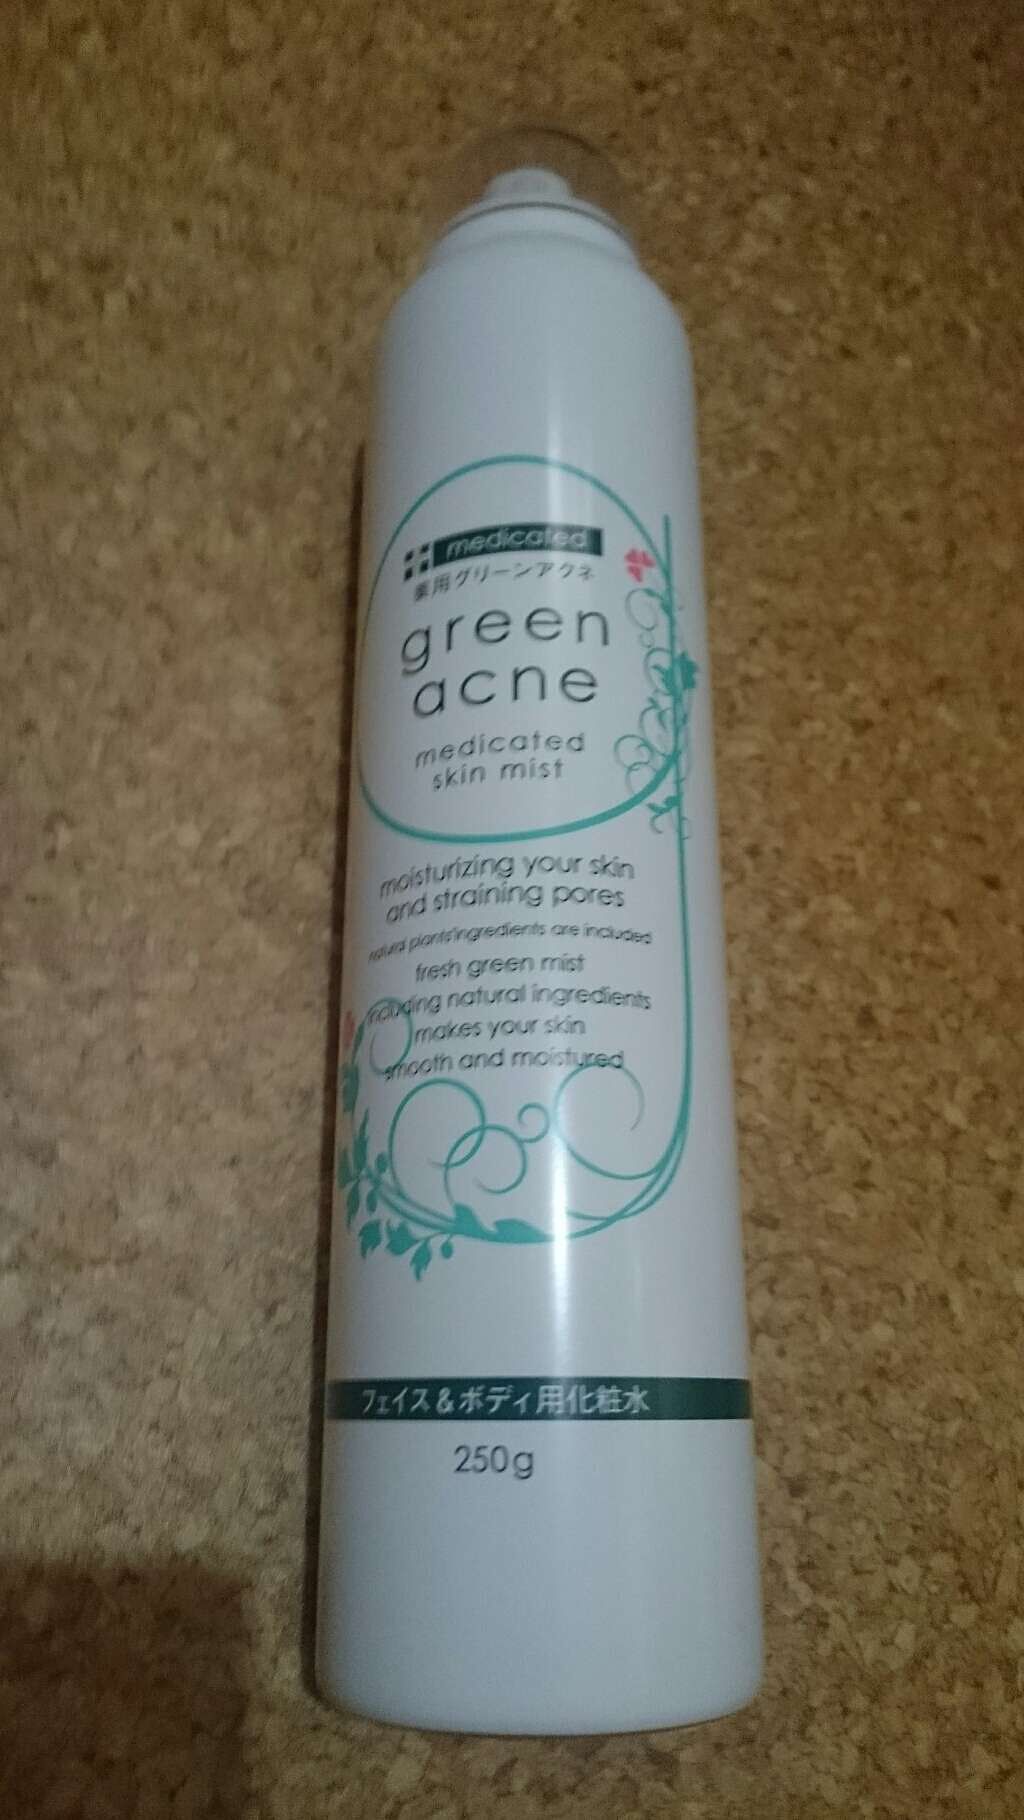 medicated
薬用グリーンアクネ
green
acne
medicated
skin mist
moisturizing your skin
and straining pores
natural plants'ingredients are included
fresh green mist
including natural ingredients
makes your skin
smooth and moistured
フェイス&ボディ用化粧水
250g